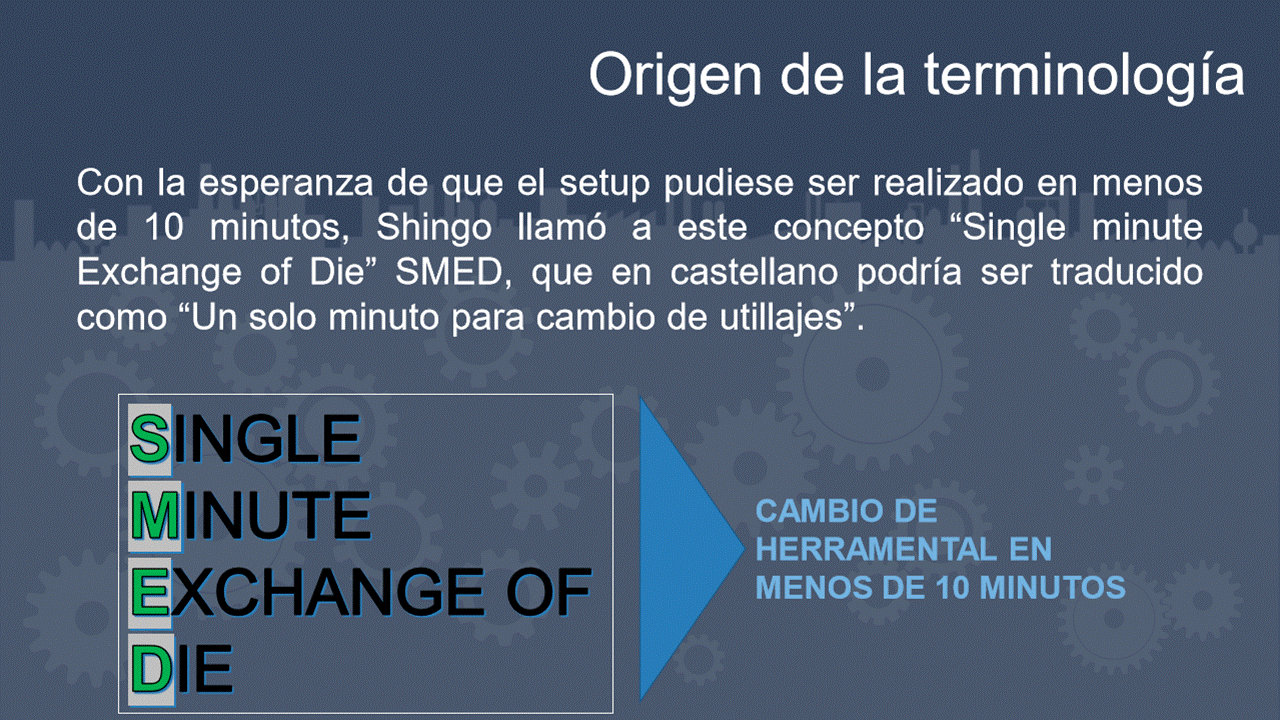 Origen de la terminología
Con la esperanza de que el setup pudiese ser realizado en menos
de 10 minutos, Shingo llamó a este concepto “Single minute
Exchange of Die” SMED, que en castellano podría ser traducido
como “Un solo minuto para cambio de utillajes”.
SINGLE
MINUTE
EXCHANGE OF
DIE
CAMBIO DE
HERRAMENTAL EN
MENOS DE 10 MINUTOS